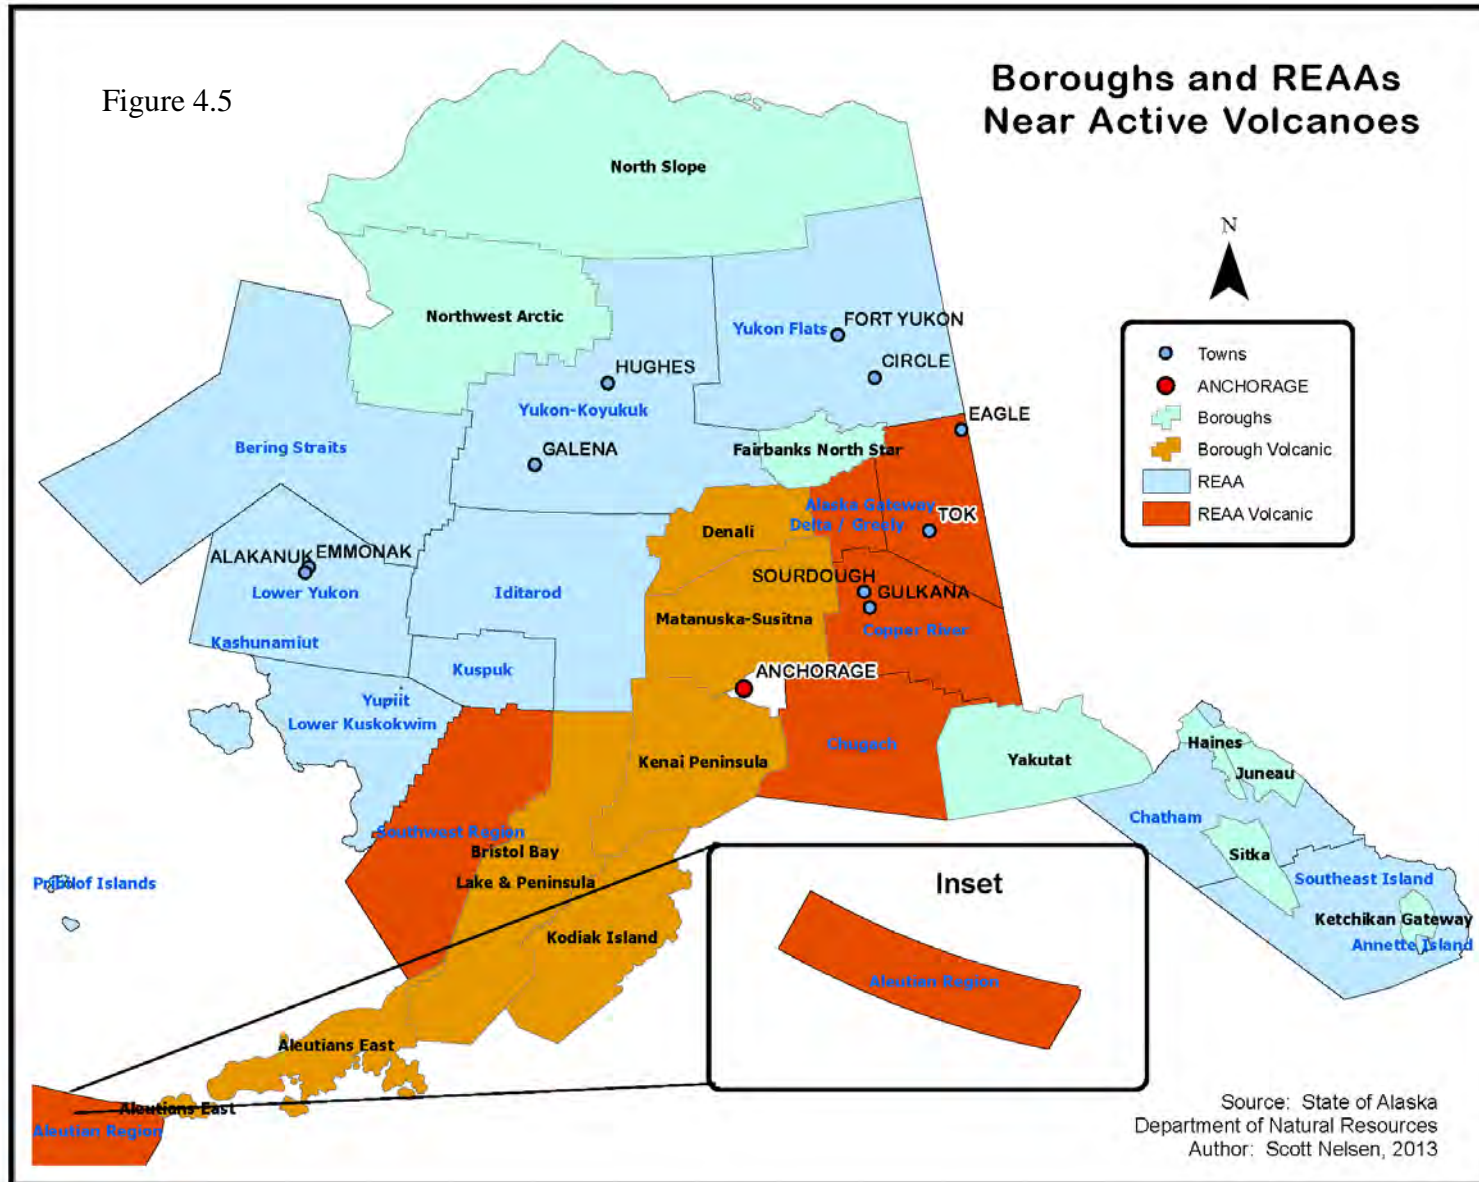 Figure 4.5
Boroughs and REAAs
Near Active Volcanoes
N
Towns
ANCHORAGE
Boroughs
Borough Volcanic
REAA
REAA Volcanic
North Slope
Northwest Arctic
Yukon Flats
FORT YUKON
CIRCLE
HUGHES
Yukon-Koyukuk
EAGLE
Bering Straits
GALENA
Fairbanks North Star
Alaska Gateway
Delta / Greely
TOK
Denali
ALAKANUK
EMMONAK
Lower Yukon
Iditarod
SOURDOUGH
GULKANA
Matanuska-Susitna
Copper River
Kashunamiut
Kuspuk
ANCHORAGE
Yupiit
Lower Kuskokwim
Chugach
Kenai Peninsula
Yakutat
Haines
Juneau
Chatham
Sitka
Southeast Island
Ketchikan Gateway
Annette Island
Southwest Region
Bristol Bay
Lake & Peninsula
Pribilof Islands
Kodiak Island
Inset
Aleutian Region
Aleutians East
Aleutians East
Aleutian Region
Source: State of Alaska
Department of Natural Resources
Author: Scott Nelsen, 2013